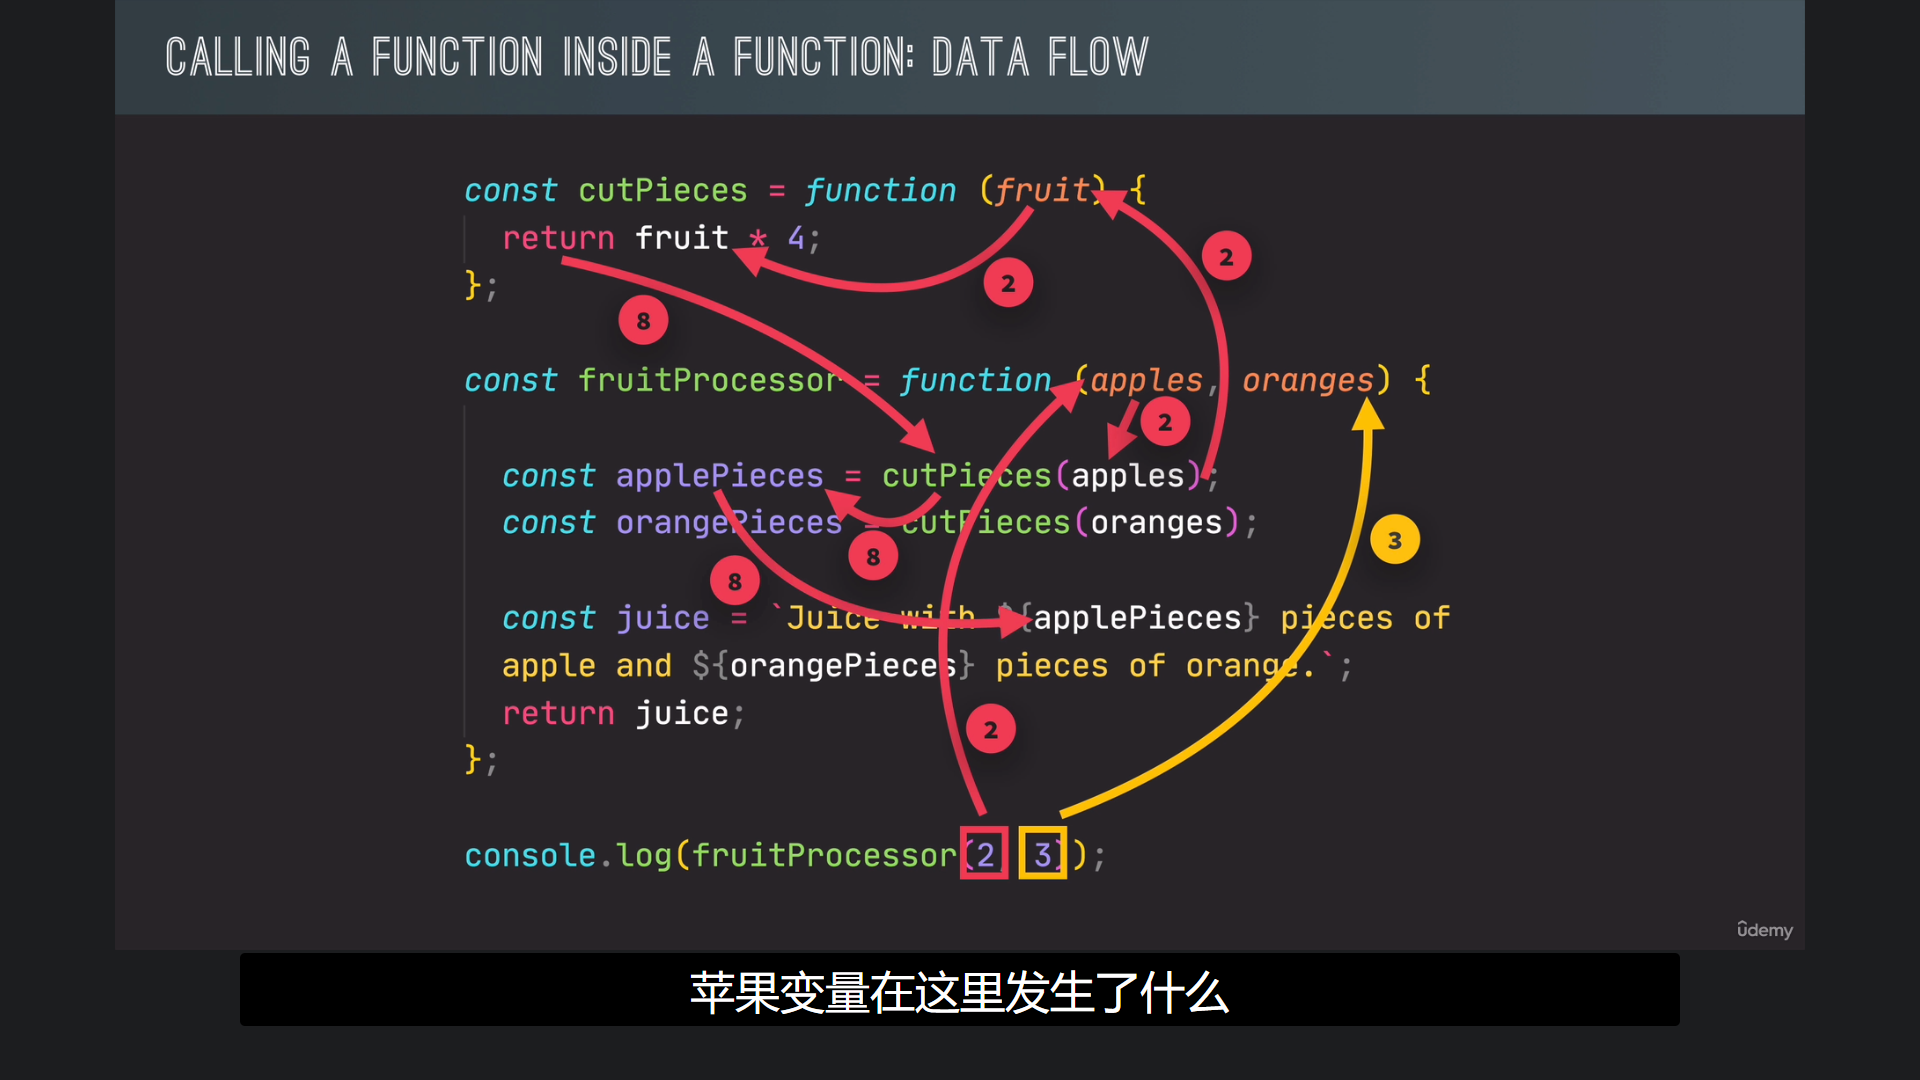 CALLING A FUNCTION INSIDE A FUNCTION: DATA FLOW
const cutPieces = function (fruit) {
return fruit * 4;
2
2
};
8
const fruitProcessor = function (apples, oranges) {
2
const applePieces = cutPieces(apples);
const orangePieces = cutPieces(oranges);
3
8
8
const juice = `Juice with ${applePieces} pieces of
apple and ${orangePieces} pieces of orange.`;
return juice;
2
};
console.log(fruitProcessor(2, 3));
ûdemy
苹果变量在这里发生了什么